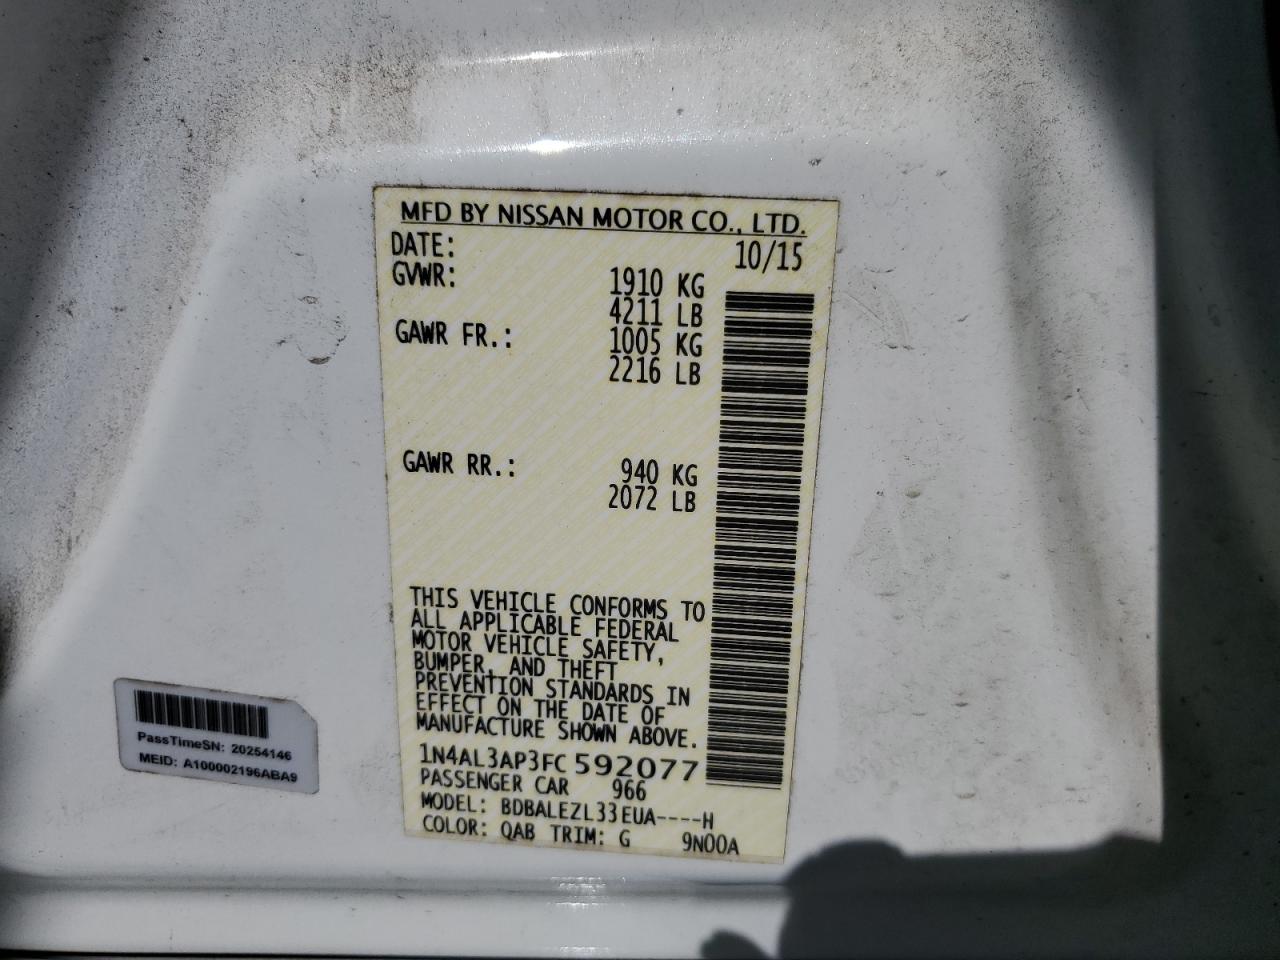 MFD BY NISSAN MOTOR CO., LTD.
DATE: 10/15
GVWR: 1910 KG
4211 LB
GAWR FR.: 1005 KG
2216 LB
GAWR RR.: 940 KG
2072 LB
THIS VEHICLE CONFORMS TO
ALL APPLICABLE FEDERAL
MOTOR VEHICLE SAFETY,
BUMPER, AND THEFT
PREVENTION STANDARDS IN
EFFECT ON THE DATE OF
MANUFACTURE SHOWN ABOVE.
1N4AL3AP3FC592077
PASSENGER CAR 966
MODEL: BDBALEZL33EUA----H
COLOR: QAB TRIM: G 9N00A
PassTimeSN: 20254146
MEID: A100002196ABA9